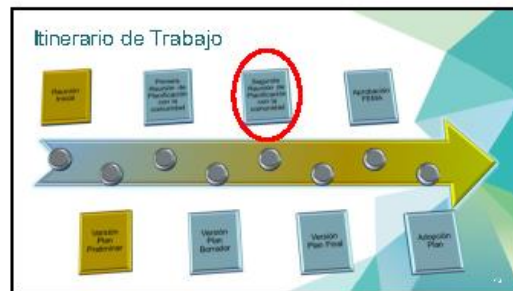 Itinerario de Trabajo
Reunión
Inicial
Primera
Reunión de
Planificación
con la
comunidad
Segunda
Reunión de
Planificación
con la
comunidad
Aprobación
FEMA
Versión
Plan
Preliminar
Versión
Plan
Borrador
Versión
Plan Final
Adopción
Plan